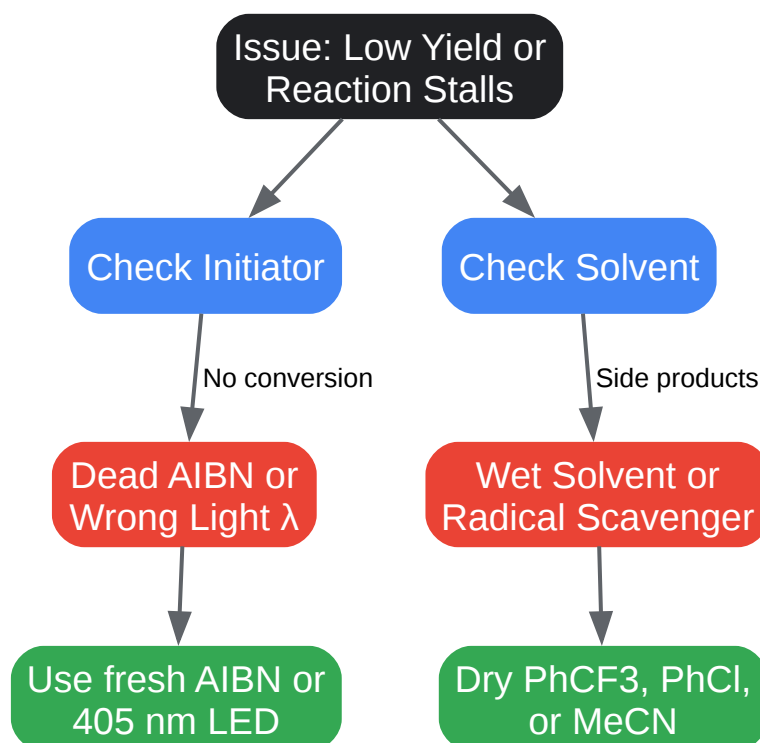 Issue: Low Yield or
Reaction Stalls
Check Initiator
Check Solvent
No conversion
Side products
Dead AIBN or
Wrong Light λ
Wet Solvent or
Radical Scavenger
Use fresh AIBN or
405 nm LED
Dry PhCF3, PhCl,
or MeCN